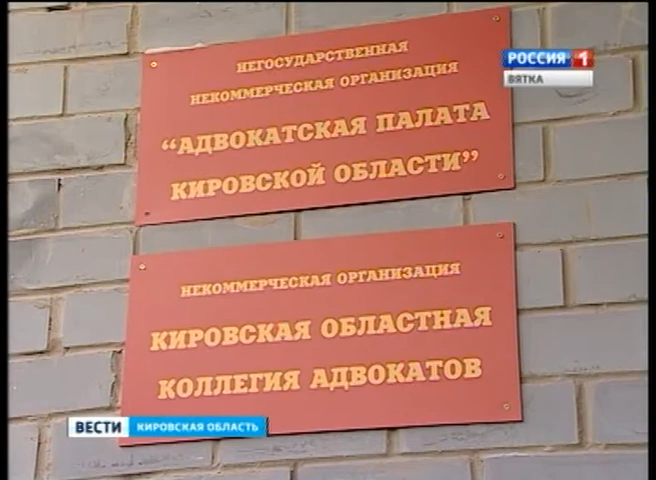 НЕГОСУДАРСТВЕННАЯ
НЕКОММЕРЧЕСКАЯ ОРГАНИЗАЦИЯ
“АДВОКАТСКАЯ ПАЛАТА
КИРОВСКОЙ ОБЛАСТИ”
РОССИЯ 1
ВЯТКА
НЕКОММЕРЧЕСКАЯ ОРГАНИЗАЦИЯ
КИРОВСКАЯ ОБЛАСТНАЯ
КОЛЛЕГИЯ АДВОКАТОВ
ВЕСТИ КИРОВСКАЯ ОБЛАСТЬ